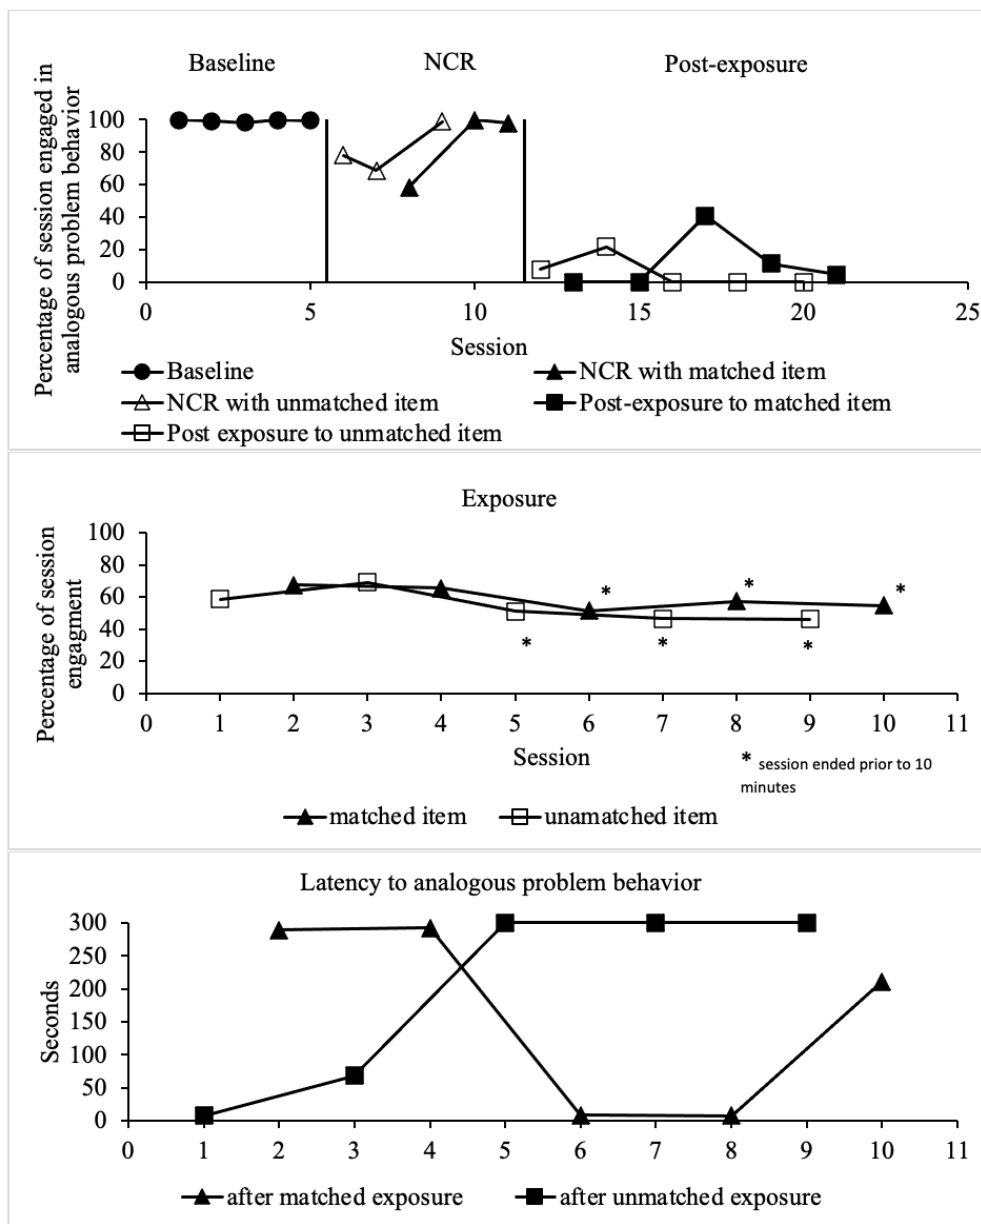 Baseline NCR Post-exposure
Percentage of session engaged in
analogous problem behavior
100
80
60
40
20
0
0 5 10 15 20 25
Session
Baseline NCR with matched item
NCR with unmatched item Post-exposure to matched item
Post exposure to unmatched item
Exposure
Percentage of session
engagment
100
80
60
40
20
0
* * *
* * *
0 1 2 3 4 5 6 7 8 9 10 11
Session
* session ended prior to 10
minutes
matched item unamatched item
Latency to analogous problem behavior
Seconds
300
250
200
150
100
50
0
0 1 2 3 4 5 6 7 8 9 10 11
after matched exposure after unmatched exposure